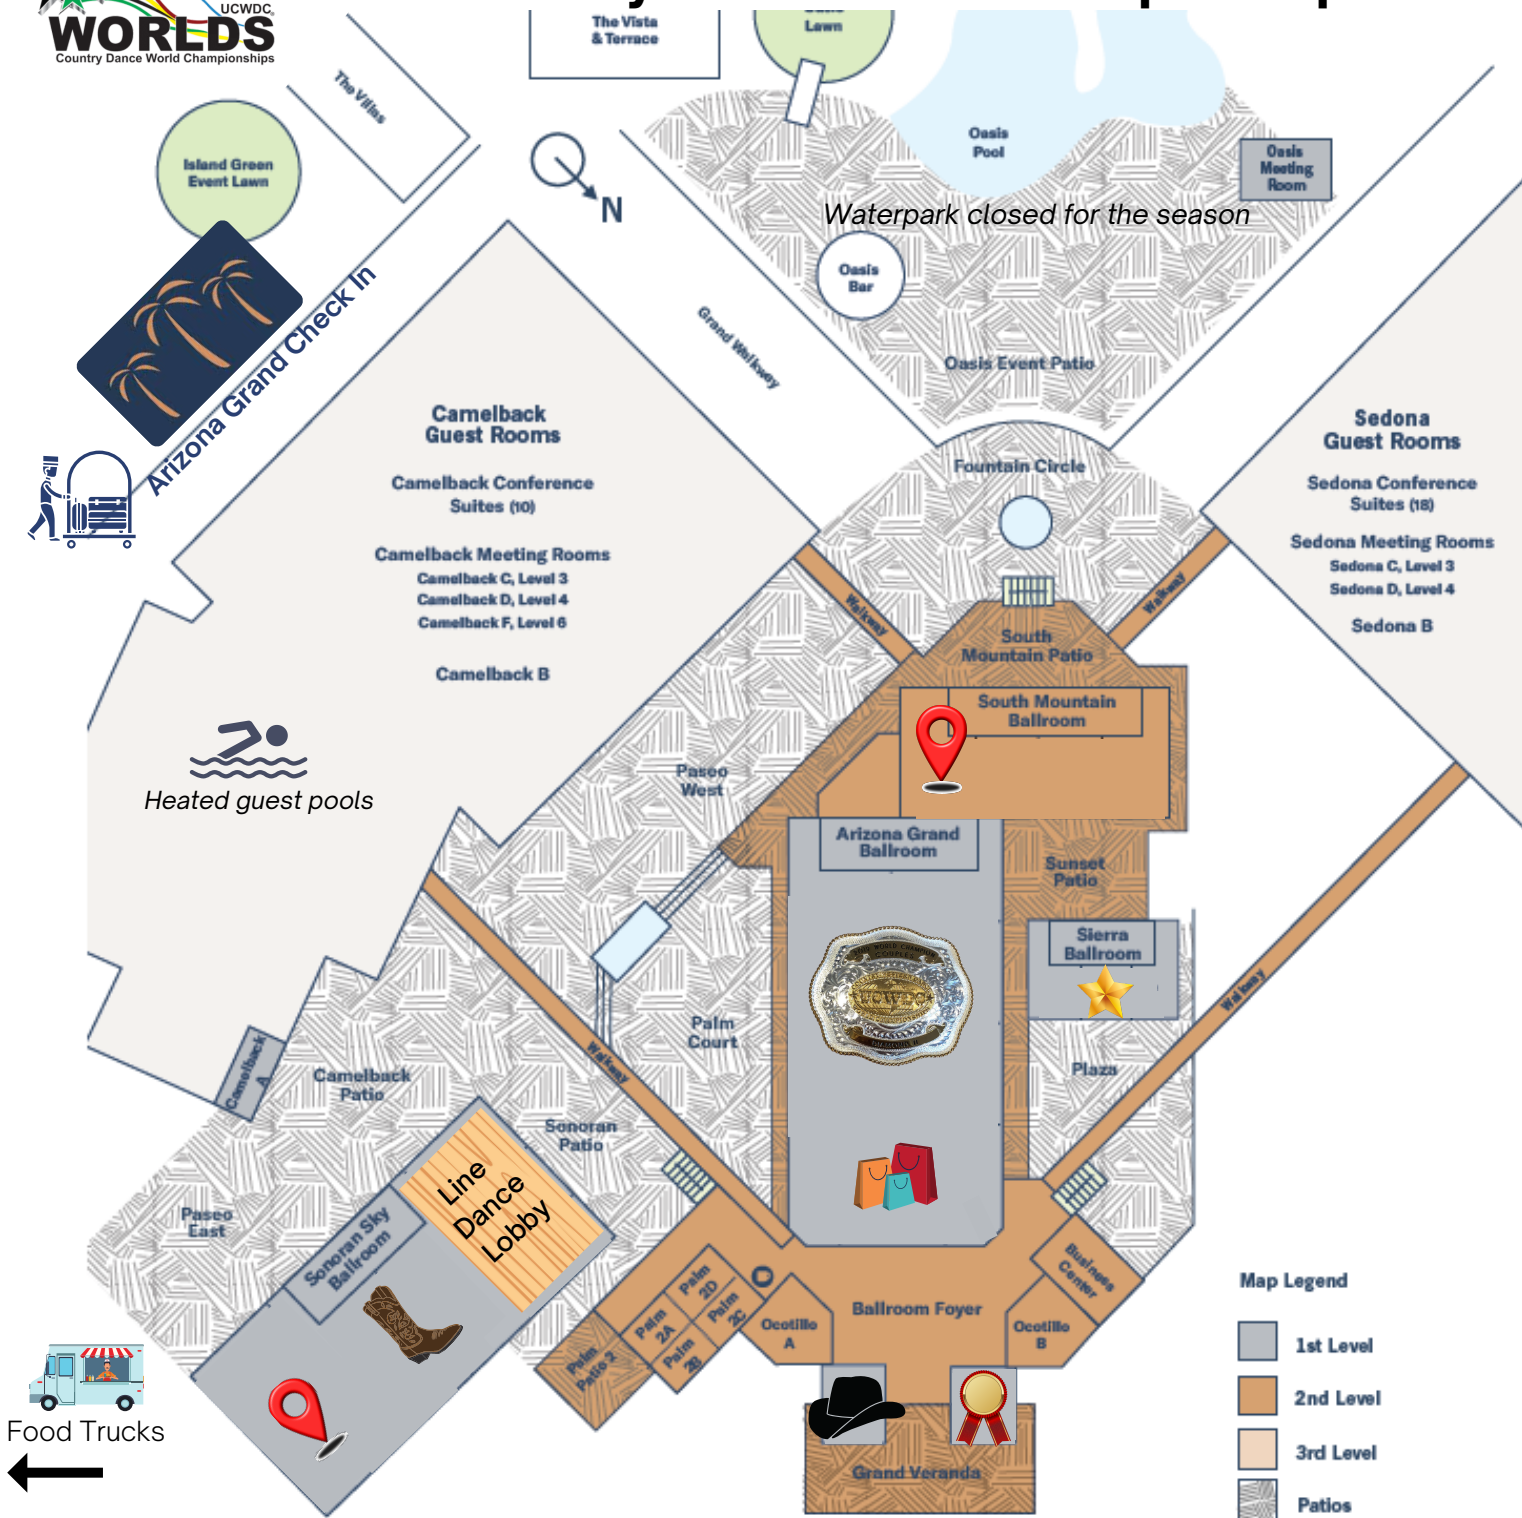 UCWDC
WORLDS
Country Dance World Championships
The Vista
& Terrace
Lawn
The Villas
Island Green
Event Lawn
N
Oasis
Pool
Oasis
Meeting
Room
Waterpark closed for the season
Oasis
Bar
Grand Walkway
Oasis Event Patio
Arizona Grand Check In
Camelback
Guest Rooms
Camelback Conference
Suites (10)
Camelback Meeting Rooms
Camelback C, Level 3
Camelback D, Level 4
Camelback F, Level 6
Camelback B
Fountain Circle
Sedona
Guest Rooms
Sedona Conference
Suites (18)
Sedona Meeting Rooms
Sedona C, Level 3
Sedona D, Level 4
Sedona B
Walkway
Walkway
South
Mountain Patio
South Mountain
Ballroom
Heated guest pools
Paseo
West
Arizona Grand
Ballroom
Sunset
Patio
Sierra
Ballroom
UCWDC
Walkway
Palm
Court
Walkway
Plaza
Camelback
A
Camelback
Patio
Sonoran
Patio
Line
Dance
Lobby
Paseo
East
Sonoran Sky
Ballroom
Palm
2D
Palm
2C
Palm
2A
Palm
2B
Palm
Patio 2
Ocotillo
A
Ballroom Foyer
Ocotillo
B
Business
Center
Grand Veranda
Food Trucks
Map Legend
1st Level
2nd Level
3rd Level
Patios